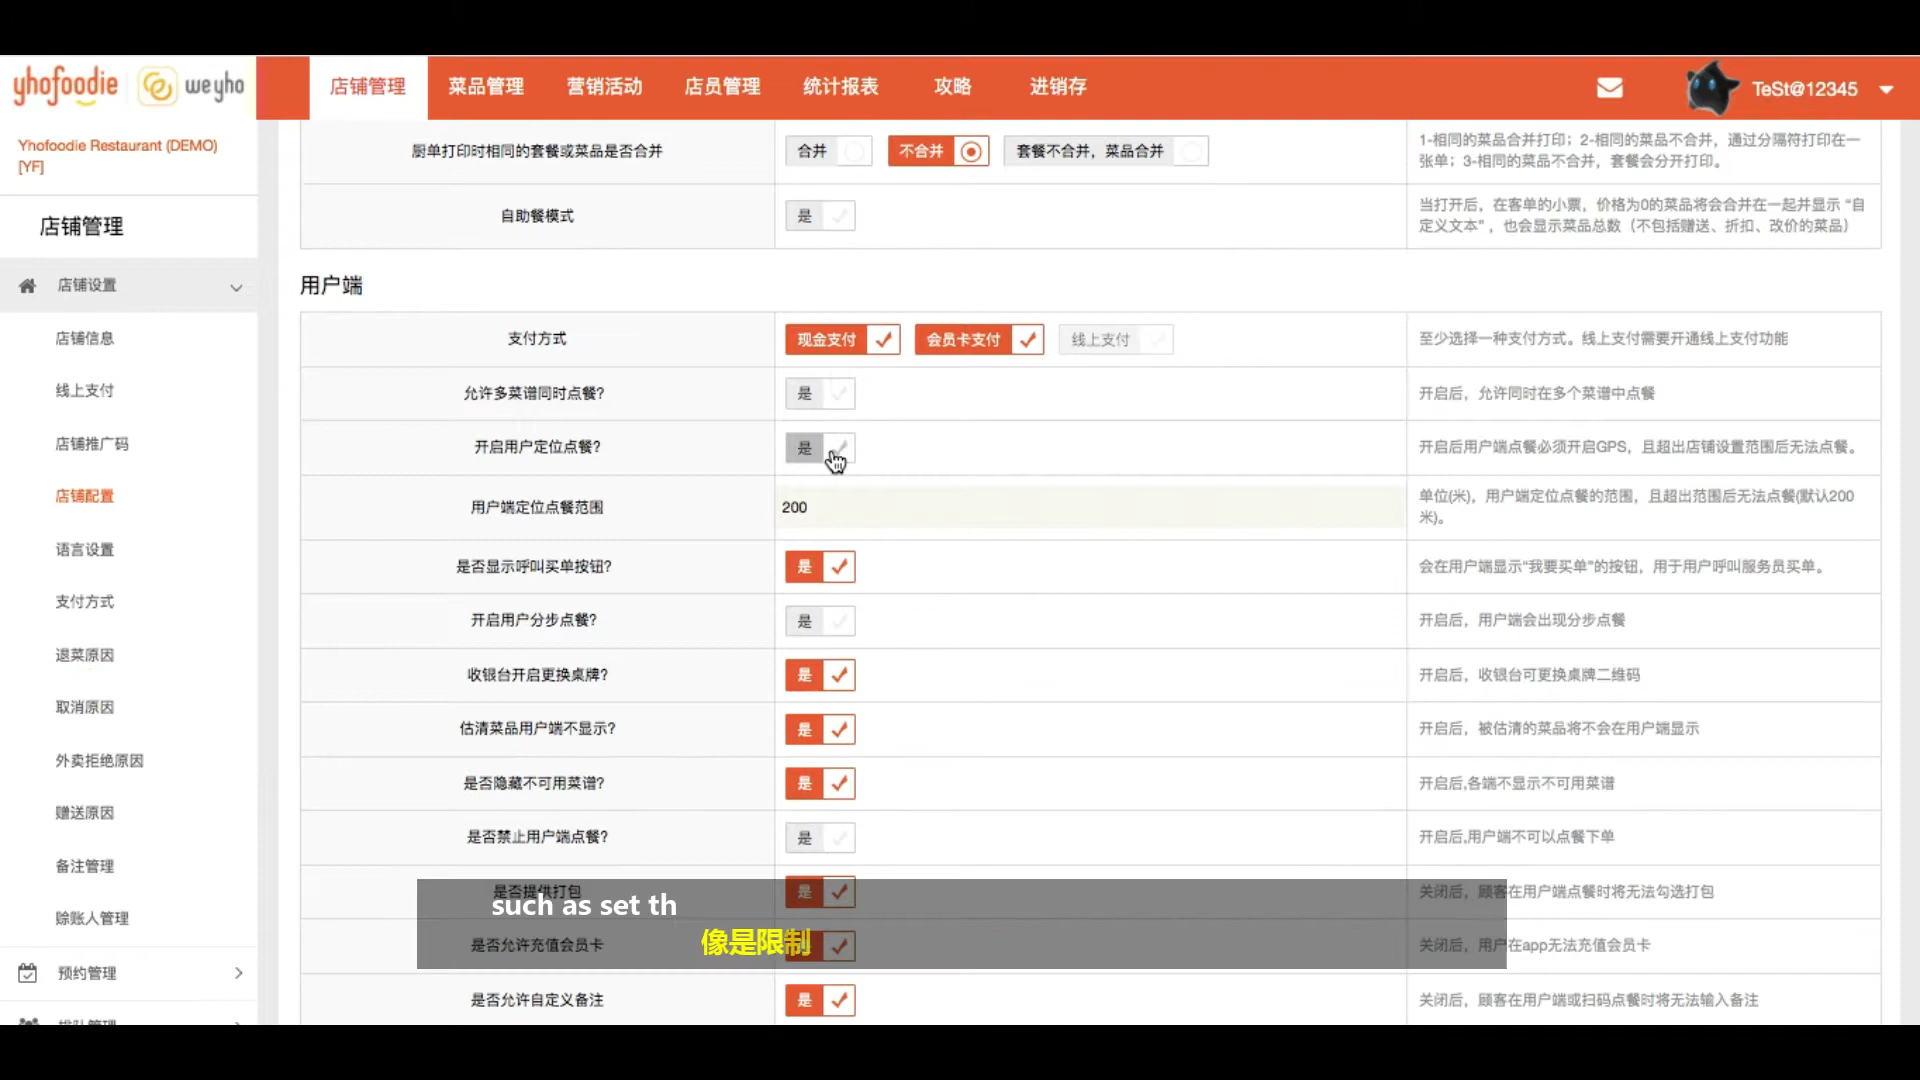 yhofoodie
weyho
店铺管理
菜品管理
营销活动
店员管理
统计报表
攻略
进销存
TeSt@12345
Yhofoodie Restaurant (DEMO)
[YF]
店铺管理
店铺设置
店铺信息
线上支付
店铺推广码
店铺配置
语言设置
支付方式
退菜原因
取消原因
外卖拒绝原因
赠送原因
备注管理
赊账人管理
预约管理
厨单打印时相同的套餐或菜品是否合并
合并
不合并
套餐不合并，菜品合并
1-相同的菜品合并打印；2-相同的菜品不合并，通过分隔符打印在一
张单；3-相同的菜品不合并，套餐会分开打印。
自助餐模式
是
当打开后，在客单的小票，价格为0的菜品将会合并在一起并显示 “自
定义文本” ，也会显示菜品总数（不包括赠送、折扣、改价的菜品）
用户端
支付方式
现金支付
会员卡支付
线上支付
至少选择一种支付方式。线上支付需要开通线上支付功能
允许多菜谱同时点餐?
是
开启后，允许同时在多个菜谱中点餐
开启用户定位点餐?
是
开启后用户端点餐必须开启GPS，且超出店铺设置范围后无法点餐。
用户端定位点餐范围
200
单位(米)，用户端定位点餐的范围，且超出范围后无法点餐(默认200
米)。
是否显示呼叫买单按钮?
是
会在用户端显示“我要买单”的按钮，用于用户呼叫服务员买单。
开启用户分步点餐?
是
开启后，用户端会出现分步点餐
收银台开启更换桌牌?
是
开启后，收银台可更换桌牌二维码
估清菜品用户端不显示?
是
开启后，被估清的菜品将不会在用户端显示
是否隐藏不可用菜谱?
是
开启后,各端不显示不可用菜谱
是否禁止用户端点餐?
是
开启后,用户端不可以点餐下单
是否提供打包
是
关闭后，顾客在用户端点餐时将无法勾选打包
such as set th
像是限制
是否允许充值会员卡
关闭后，用户在app无法充值会员卡
是否允许自定义备注
是
关闭后，顾客在用户端或扫码点餐时将无法输入备注